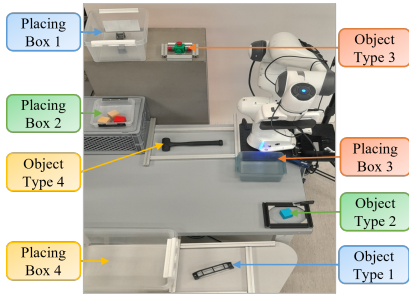 Placing
Box 1
Object
Type 3
Placing
Box 2
Object
Type 4
Placing
Box 3
Object
Type 2
Placing
Box 4
Object
Type 1